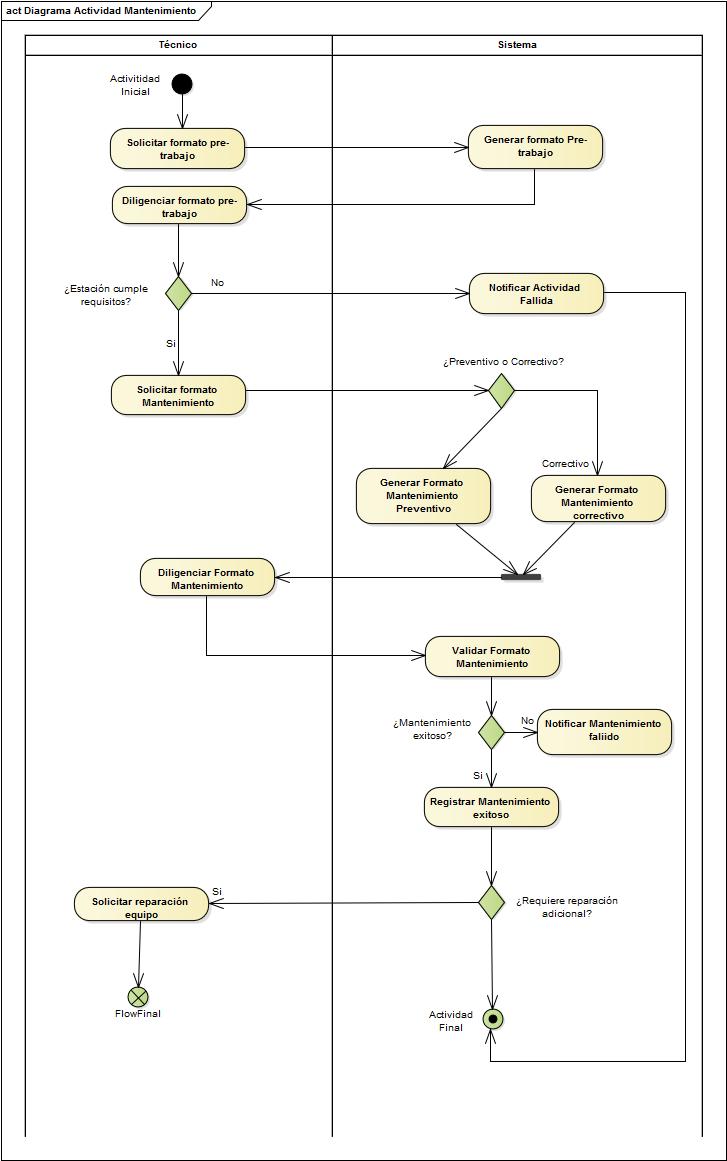 act Diagrama Actividad Mantenimiento
Técnico
Sistema
Activitidad
Inicial
Solicitar formato pre-
trabajo
Generar formato Pre-
trabajo
Diligenciar formato pre-
trabajo
¿Estación cumple
requisitos?
No
Notificar Actividad
Fallida
Si
¿Preventivo o Correctivo?
Solicitar formato
Mantenimiento
Correctivo
Generar Formato
Mantenimiento
Preventivo
Generar Formato
Mantenimiento
correctivo
Diligenciar Formato
Mantenimiento
Validar Formato
Mantenimiento
¿Mantenimiento
exitoso?
No
Notificar Mantenimiento
faliido
Si
Registrar Mantenimiento
exitoso
Si
Solicitar reparación
equipo
¿Requiere reparación
adicional?
FlowFinal
Actividad
Final